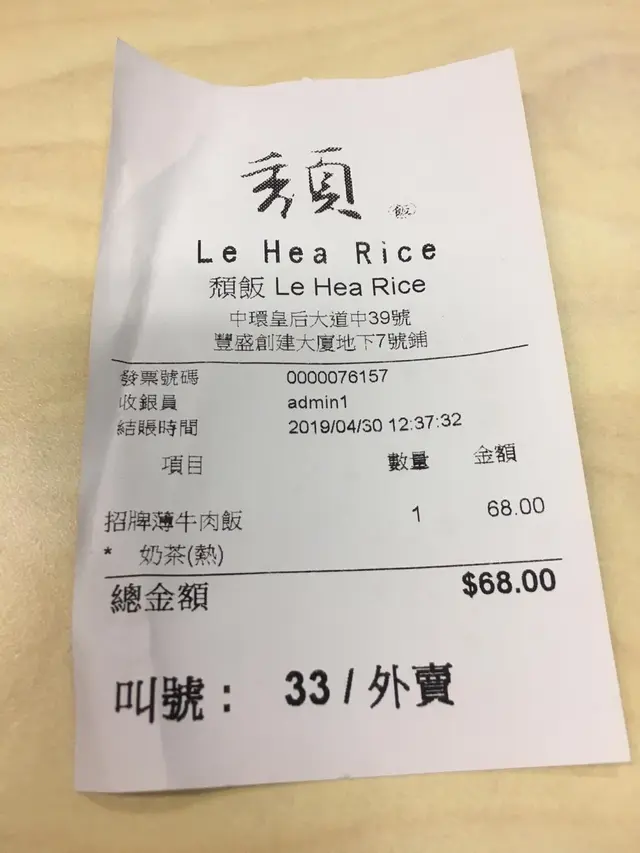 頹 飯
Le Hea Rice
頹飯 Le Hea Rice
中環皇后大道中39號
豐盛創建大廈地下7號鋪
發票號碼 0000076157
收銀員 admin1
結賬時間 2019/04/30 12:37:32
項目 數量 金額
招牌薄牛肉飯 1 68.00
* 奶茶(熱)
總金額 $68.00
叫號： 33 / 外賣